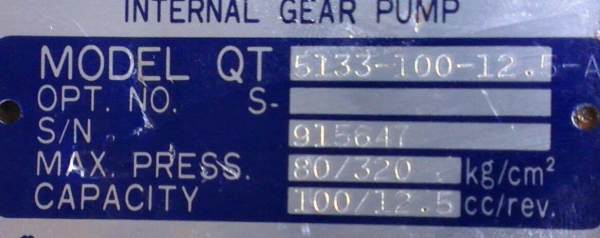 INTERNAL GEAR PUMP
MODEL QT 5133-100-12.5-A
OPT. NO. S-
S/N 915647
MAX. PRESS. 80/320 kg/cm²
CAPACITY 100/12.5 cc/rev.